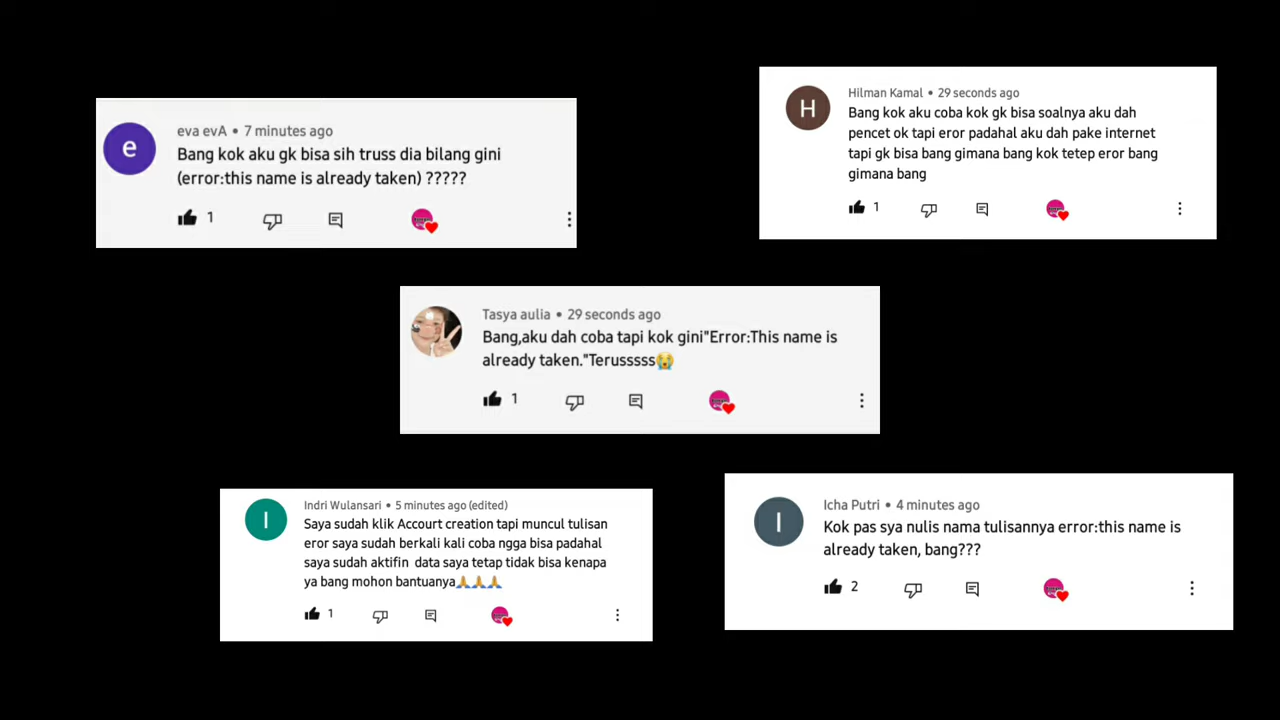 e
eva evA • 7 minutes ago
Bang kok aku gk bisa sih truss dia bilang gini
(error:this name is already taken) ?????
1
H
Hilman Kamal • 29 seconds ago
Bang kok aku coba kok gk bisa soalnya aku dah
pencet ok tapi eror padahal aku dah pake internet
tapi gk bisa bang gimana bang kok tetep eror bang
gimana bang
1
Tasya aulia • 29 seconds ago
Bang,aku dah coba tapi kok gini"Error:This name is
already taken."Terusssss😭
1
I
Indri Wulansari • 5 minutes ago (edited)
Saya sudah klik Accourt creation tapi muncul tulisan
eror saya sudah berkali kali coba ngga bisa padahal
saya sudah aktifin data saya tetap tidak bisa kenapa
ya bang mohon bantuanya🙏🙏🙏
1
I
Icha Putri • 4 minutes ago
Kok pas sya nulis nama tulisannya error:this name is
already taken, bang???
2